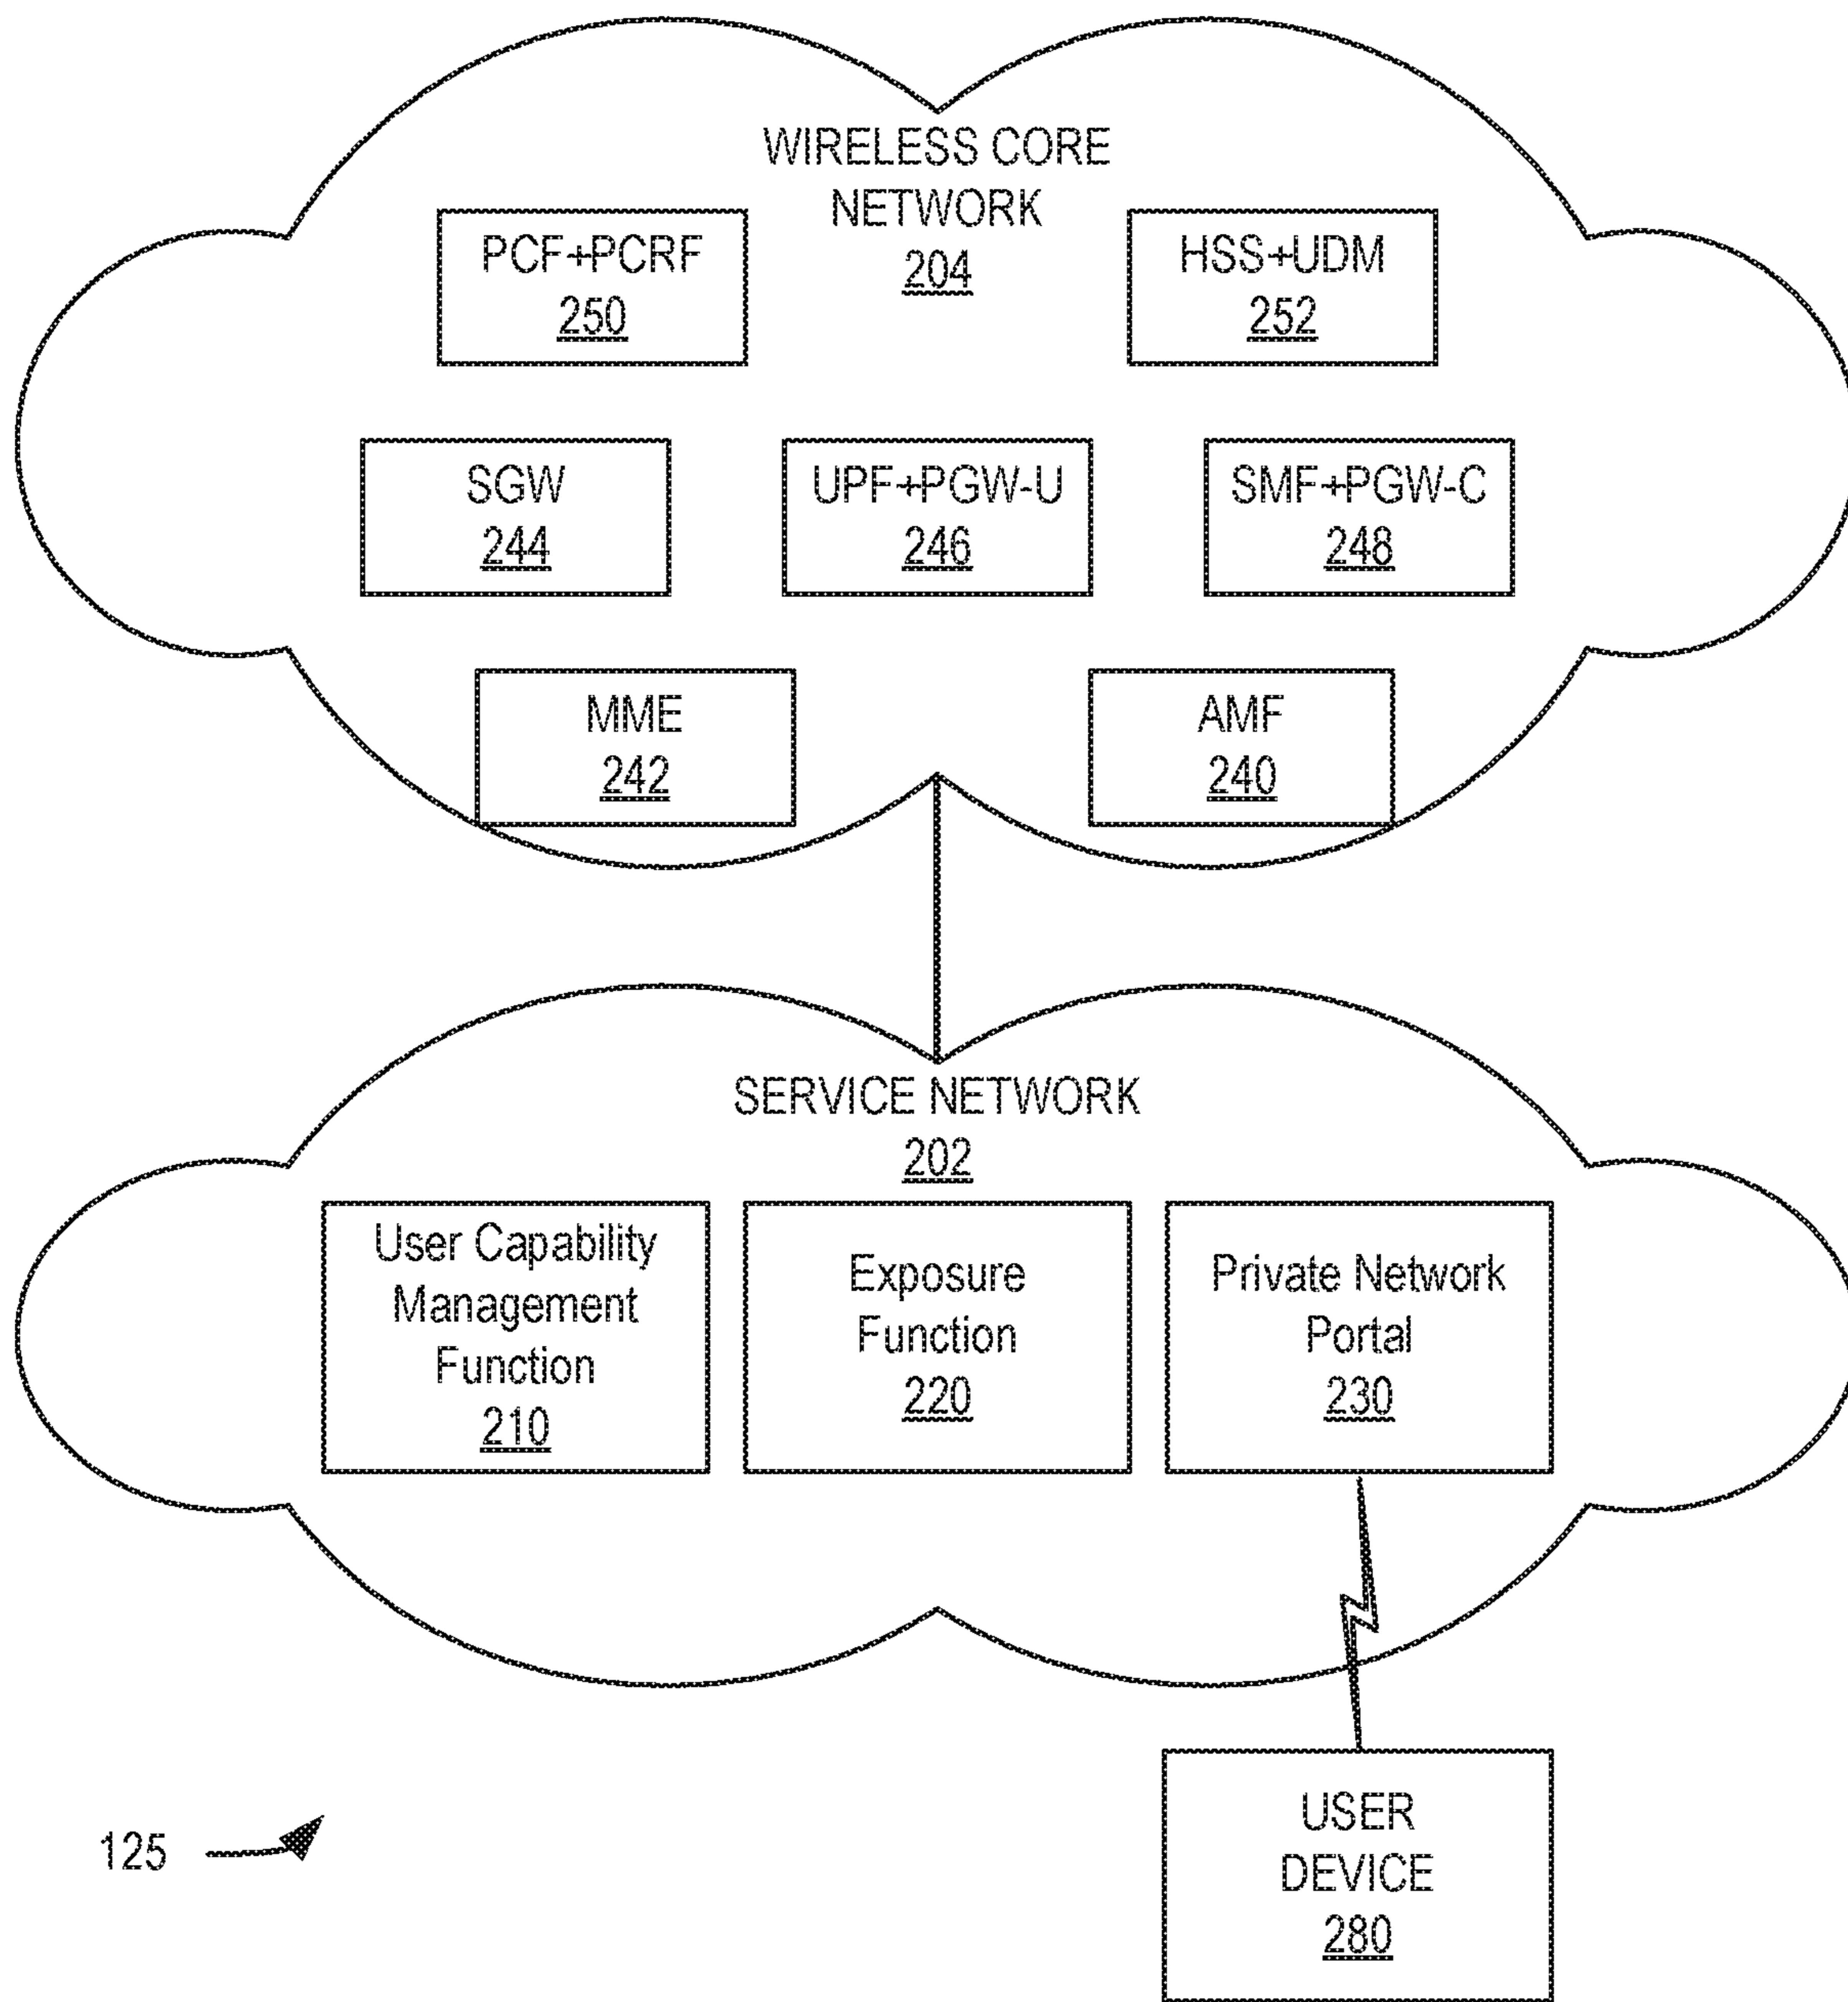 WIRELESS CORE
NETWORK
204
PCF+PCRF
250
HSS+UDM
252
SGW
244
UPF+PGW-U
246
SMF+PGW-C
248
MME
242
AMF
240
SERVICE NETWORK
202
User Capability
Management
Function
210
Exposure
Function
220
Private Network
Portal
230
125
USER
DEVICE
280